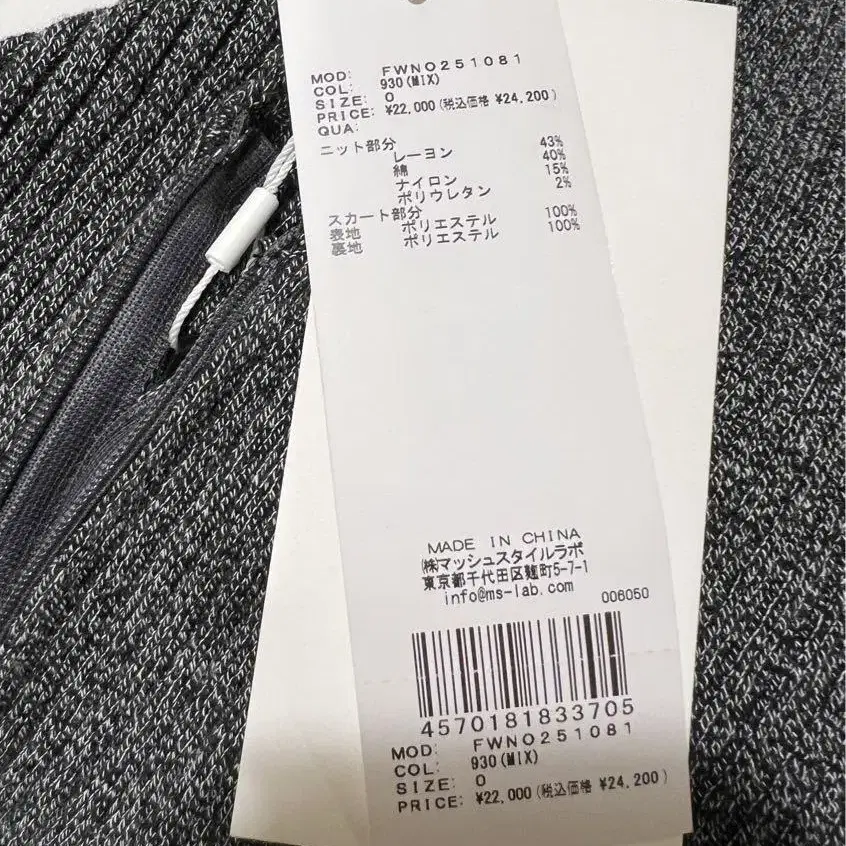 MOD: FWNO251081
COL: 930(MIX)
SIZE: 0
PRICE: ¥22,000(税込価格 ¥24,200)
QUA:
ニット部分
レーヨン 43%
綿 40%
ナイロン 15%
ポリウレタン 2%
スカート部分
表地 ポリエステル 100%
裏地 ポリエステル 100%
MADE IN CHINA
㈱マッシュスタイルラボ
東京都千代田区麹町5-7-1
info@ms-lab.com
006050
4570181833705
MOD: FWNO251081
COL: 930(MIX)
SIZE: 0
PRICE: ¥22,000(税込価格 ¥24,200)